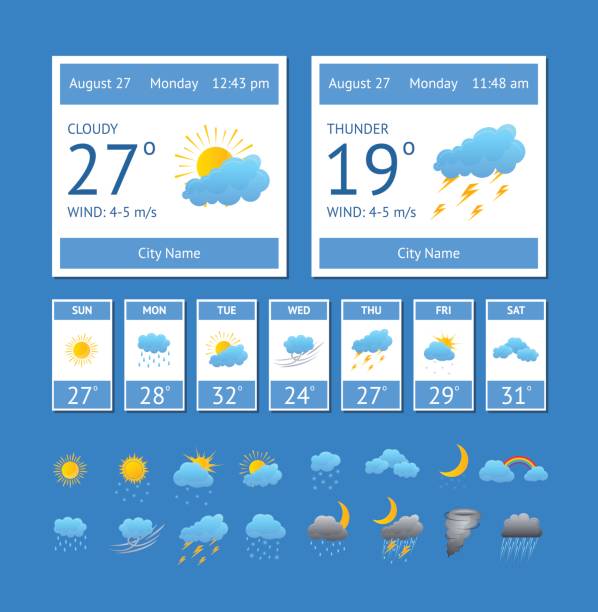 August 27 Monday 12:43 pm
CLOUDY
27°
WIND: 4-5 m/s
City Name
August 27 Monday 11:48 am
THUNDER
19°
WIND: 4-5 m/s
City Name
SUN MON TUE WED THU FRI SAT
27° 28° 32° 24° 27° 29° 31°